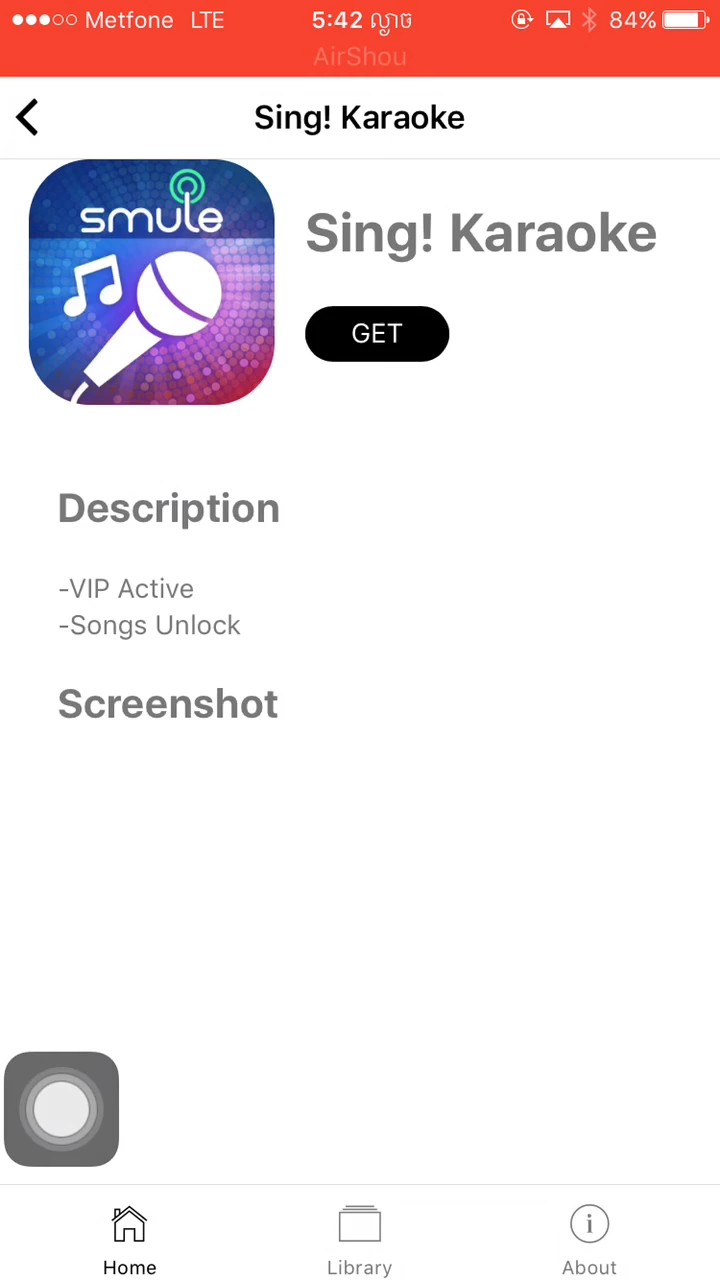 Metfone LTE 5:42 ល្ងាច 84%
AirShou
Sing! Karaoke
smule
Sing! Karaoke
GET
Description
-VIP Active
-Songs Unlock
Screenshot
Home Library About